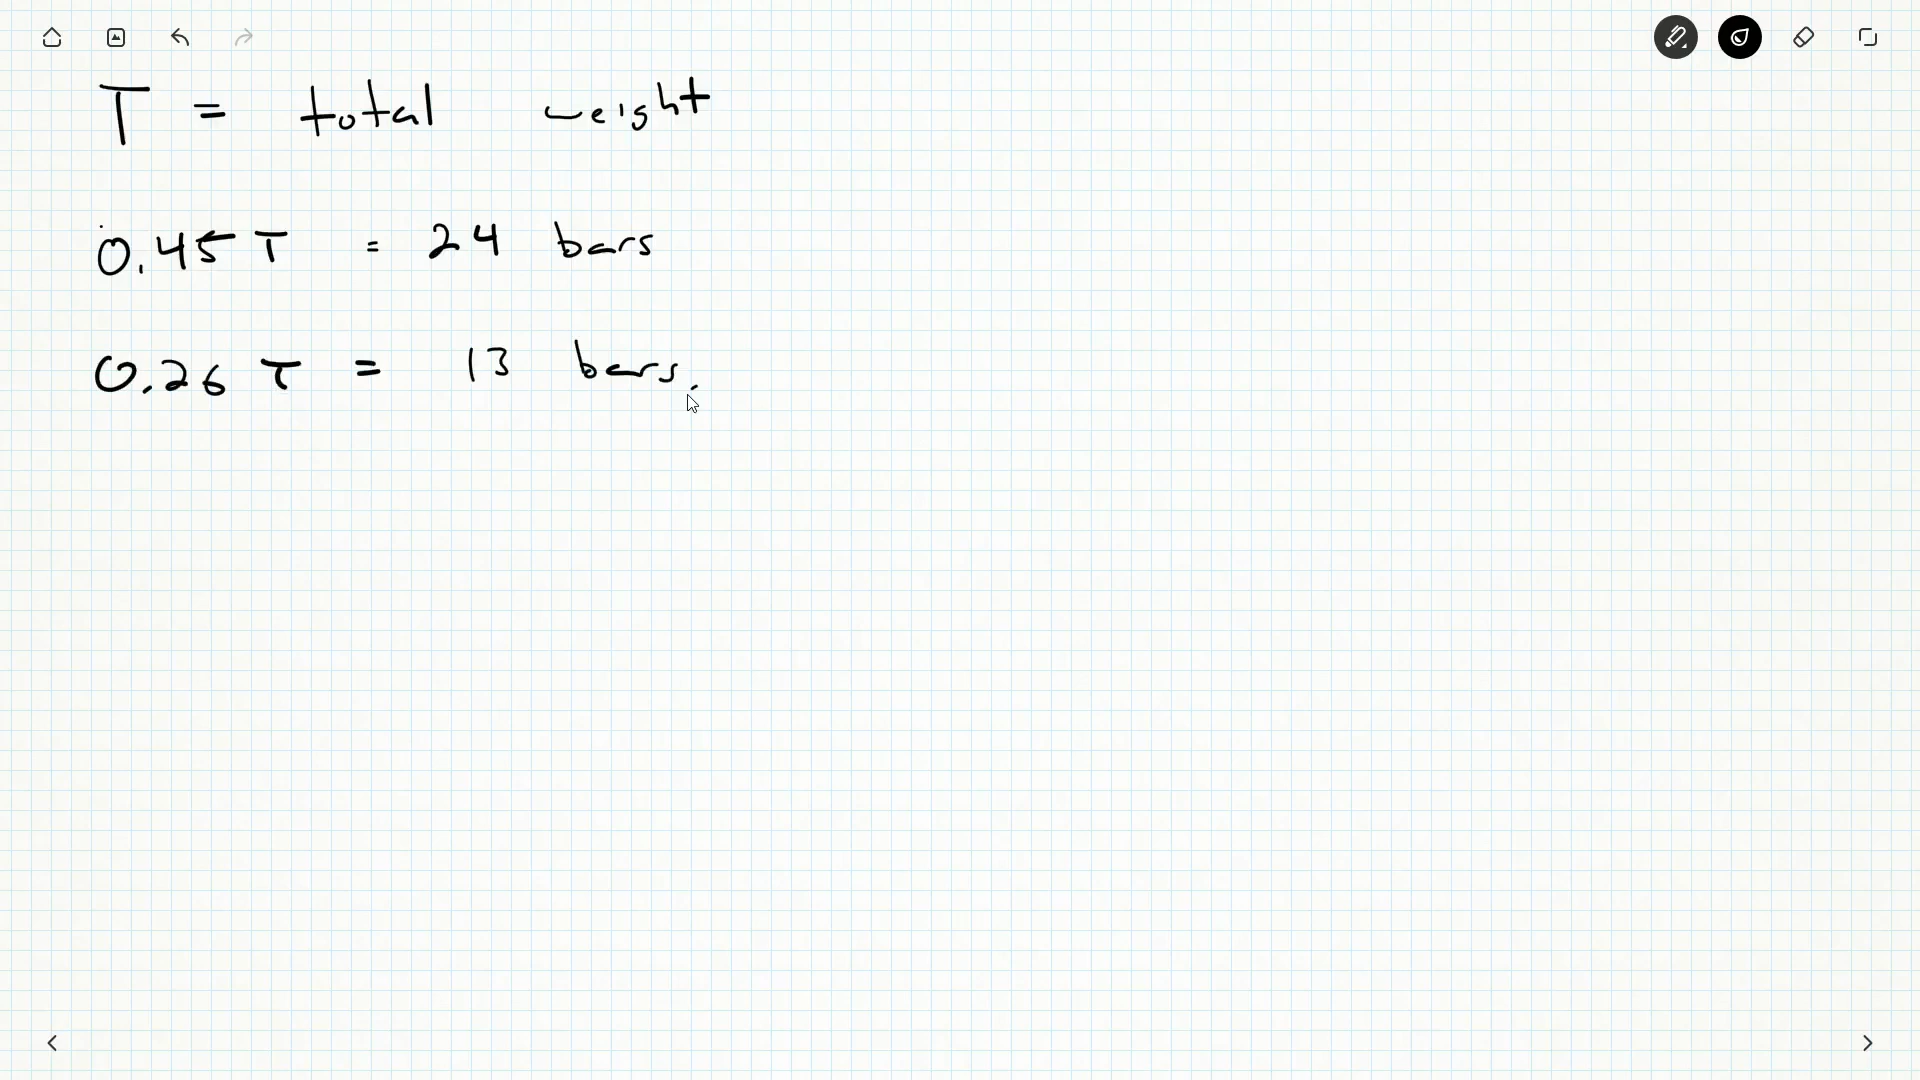 T = total weight
0.45 T = 24 bars
0.26 T = 13 bars.